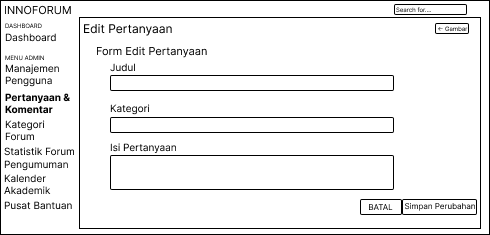 INNOFORUM
Search for....
DASHBOARD
Dashboard
MENU ADMIN
Manajemen
Pengguna
Pertanyaan &
Komentar
Kategori
Forum
Statistik Forum
Pengumuman
Kalender
Akademik
Pusat Bantuan
Edit Pertanyaan
← Gambar
Form Edit Pertanyaan
Judul
Kategori
Isi Pertanyaan
BATAL
Simpan Perubahan